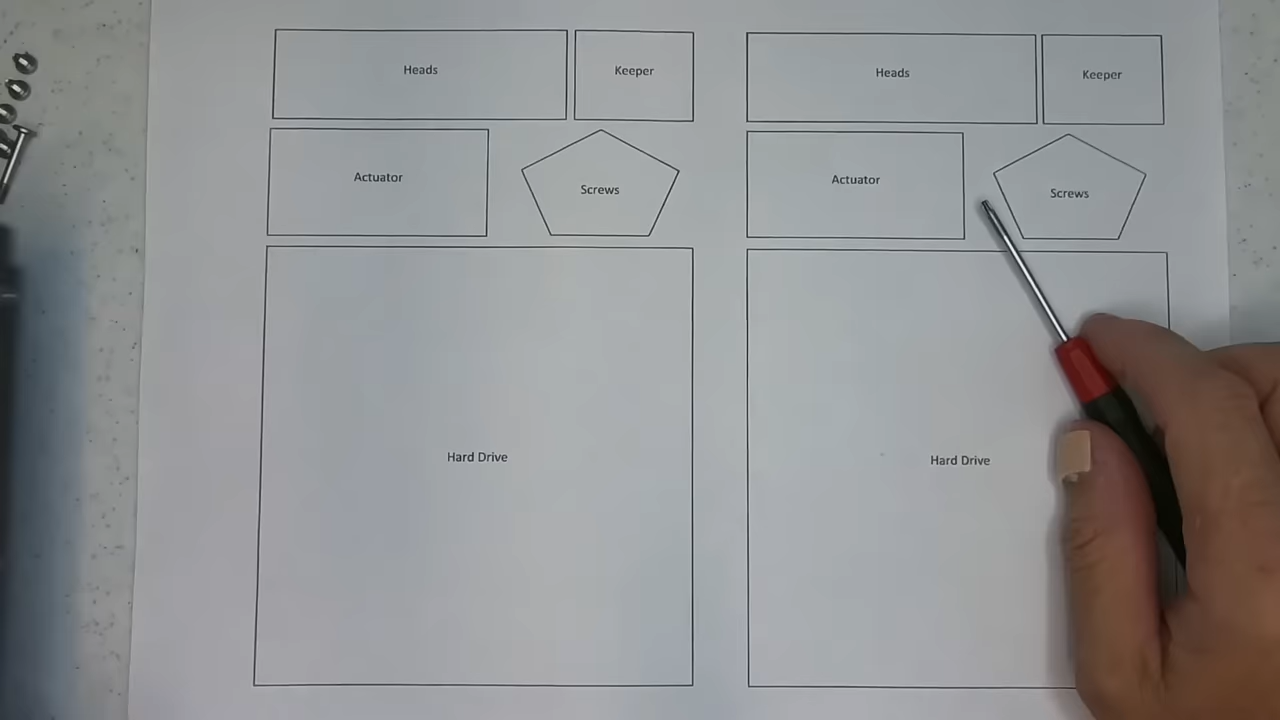 Heads
Keeper
Actuator
Screws
Hard Drive
Heads
Keeper
Actuator
Screws
Hard Drive